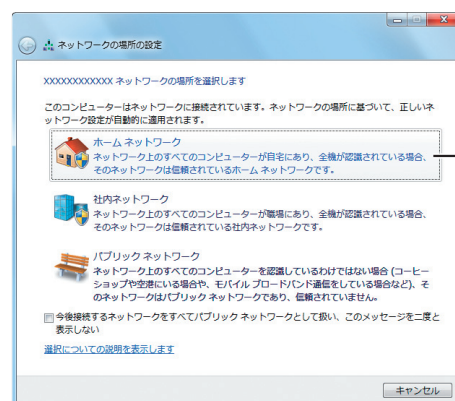 ネットワークの場所の設定
XXXXXXXXXXXX ネットワークの場所を選択します
このコンピューターはネットワークに接続されています。ネットワークの場所に基づいて、正しいネ
ットワーク設定が自動的に適用されます。
ホーム ネットワーク
ネットワーク上のすべてのコンピューターが自宅にあり、全機が認識されている場合、
そのネットワークは信頼されているホーム ネットワークです。
社内ネットワーク
ネットワーク上のすべてのコンピューターが職場にあり、全機が認識されている場合、
そのネットワークは信頼されている社内ネットワークです。
パブリック ネットワーク
ネットワーク上のすべてのコンピューターを認識しているわけではない場合 (コーヒー
ショップや空港にいる場合や、モバイル ブロードバンド通信をしている場合など)、そ
のネットワークはパブリック ネットワークであり、信頼されていません。
今後接続するネットワークをすべてパブリック ネットワークとして扱い、このメッセージを二度と
表示しない
選択についての説明を表示します
キャンセル